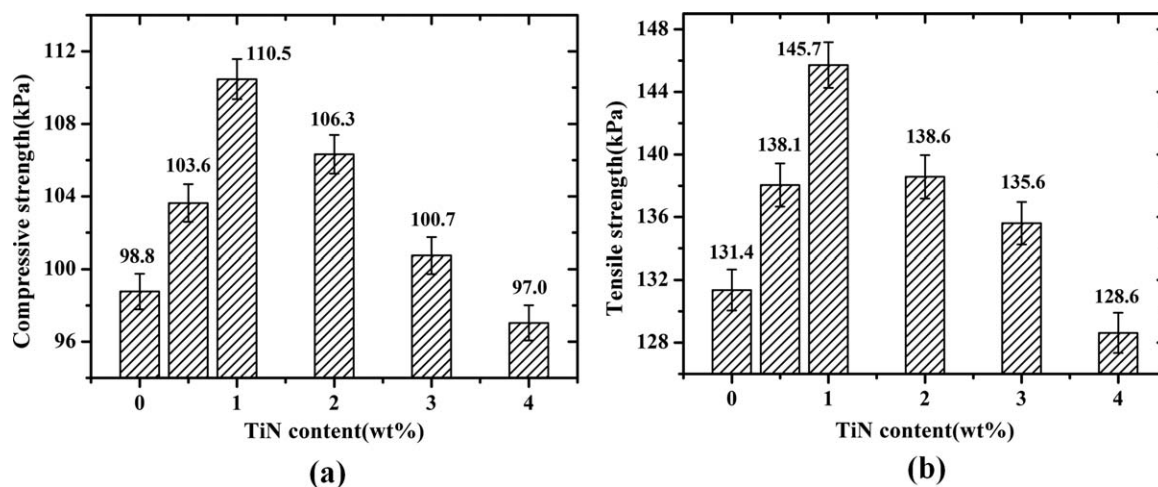 Compressive strength(kPa)
112
108
104
100
96
98.8
103.6
110.5
106.3
100.7
97.0
0 1 2 3 4
TiN content(wt%)
(a)
Tensile strength(kPa)
148
144
140
136
132
128
131.4
138.1
145.7
138.6
135.6
128.6
0 1 2 3 4
TiN content(wt%)
(b)